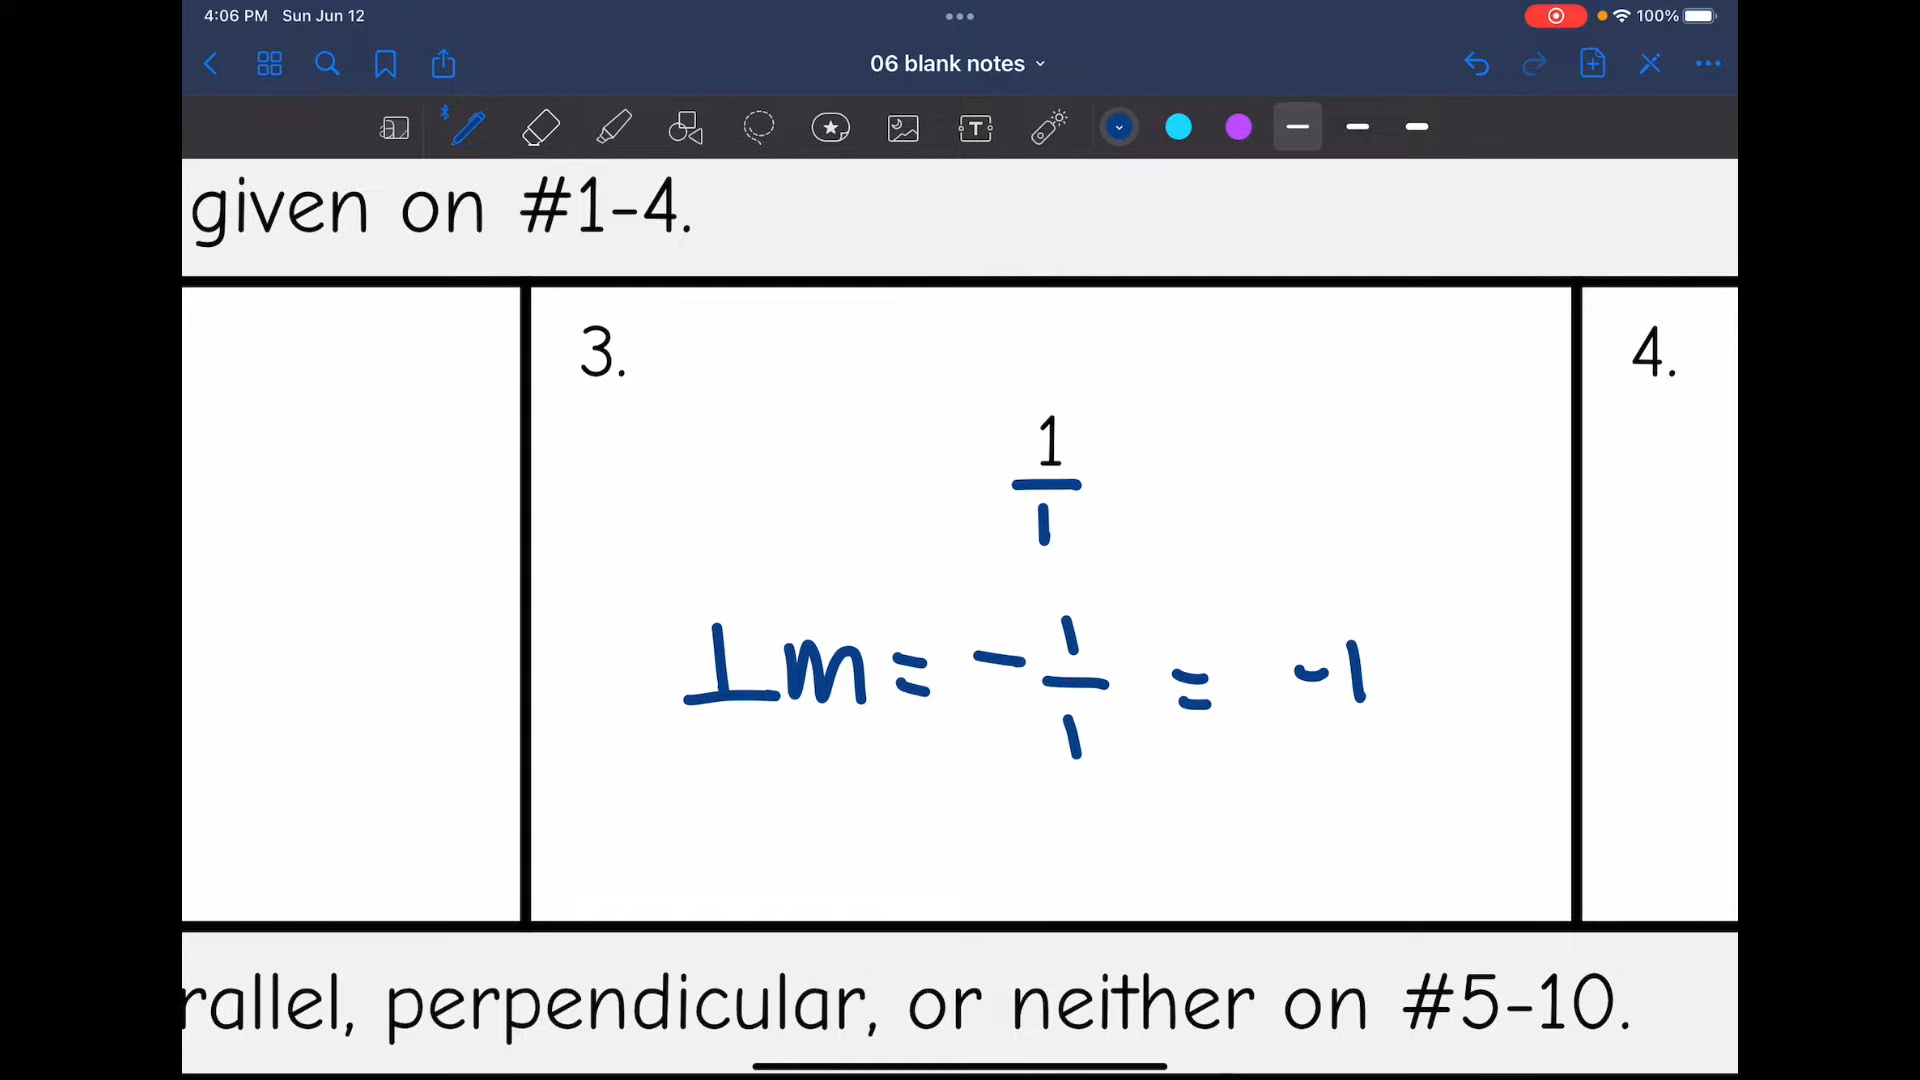 4:06 PM Sun Jun 12
100%
06 blank notes
T
given on #1-4.
3.
4.
1
—
1
⊥m = - 1/1 = -1
rallel, perpendicular, or neither on #5-10.